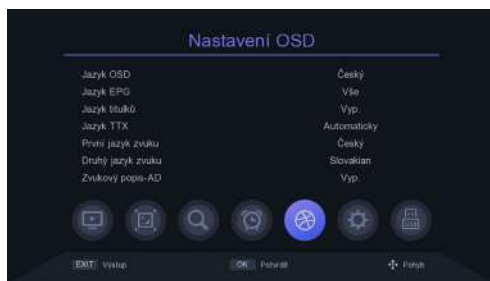 Nastavení OSD
Jazyk OSD Český
Jazyk EPG Vše
Jazyk titulků Vyp.
Jazyk TTX Automaticky
První jazyk zvuku Český
Druhý jazyk zvuku Slovakian
Zvukový popis-AD Vyp.
USB
EXIT Výstup OK Potvrdit Pohyb